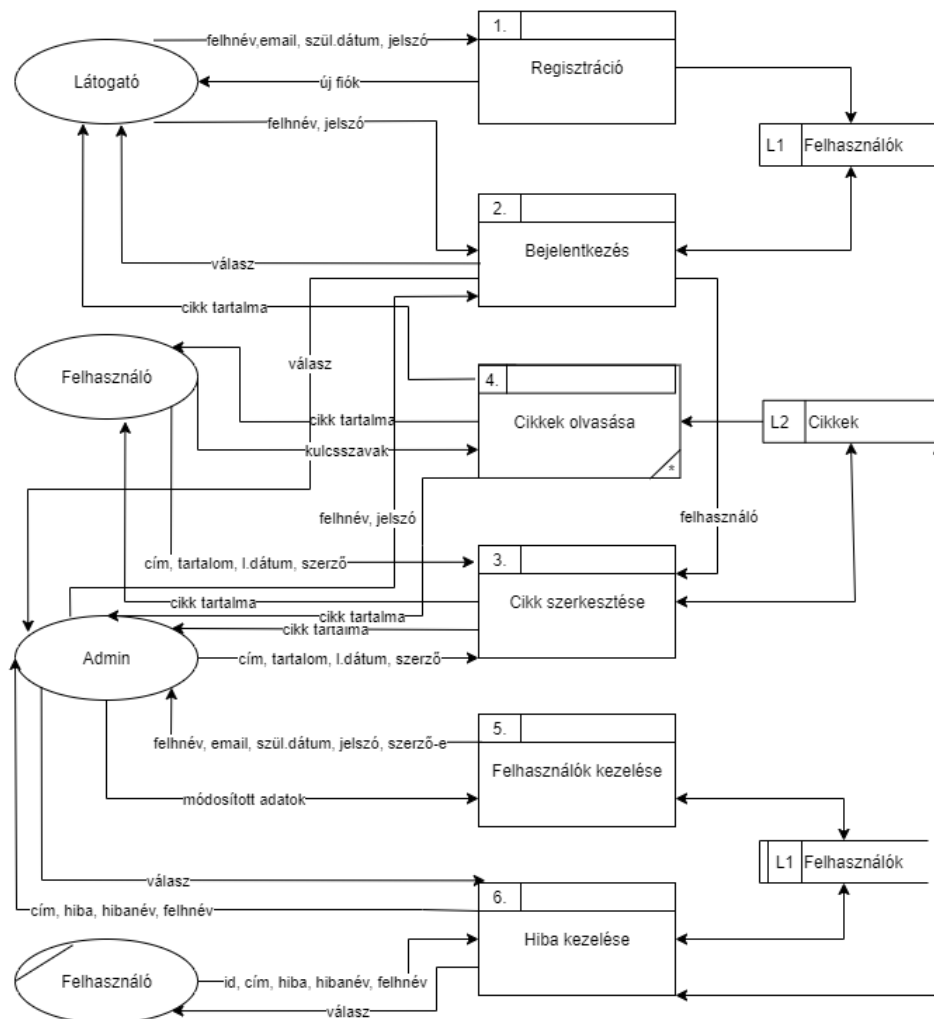 felhnév,email, szül.dátum, jelszó
1.
Regisztráció
Látogató
új fiók
felhnév, jelszó
L1
Felhasználók
2.
Bejelentkezés
válasz
cikk tartalma
válasz
Felhasználó
4.
Cikkek olvasása
*
cikk tartalma
kulcsszavak
L2
Cikkek
felhnév, jelszó
felhasználó
3.
Cikk szerkesztése
cím, tartalom, l.dátum, szerző
cikk tartalma
cikk tartalma
cikk tartalma
Admin
cím, tartalom, l.dátum, szerző
5.
Felhasználók kezelése
felhnév, email, szül.dátum, jelszó, szerző-e
módosított adatok
L1
Felhasználók
válasz
6.
Hiba kezelése
cím, hiba, hibanév, felhnév
Felhasználó
id, cím, hiba, hibanév, felhnév
válasz